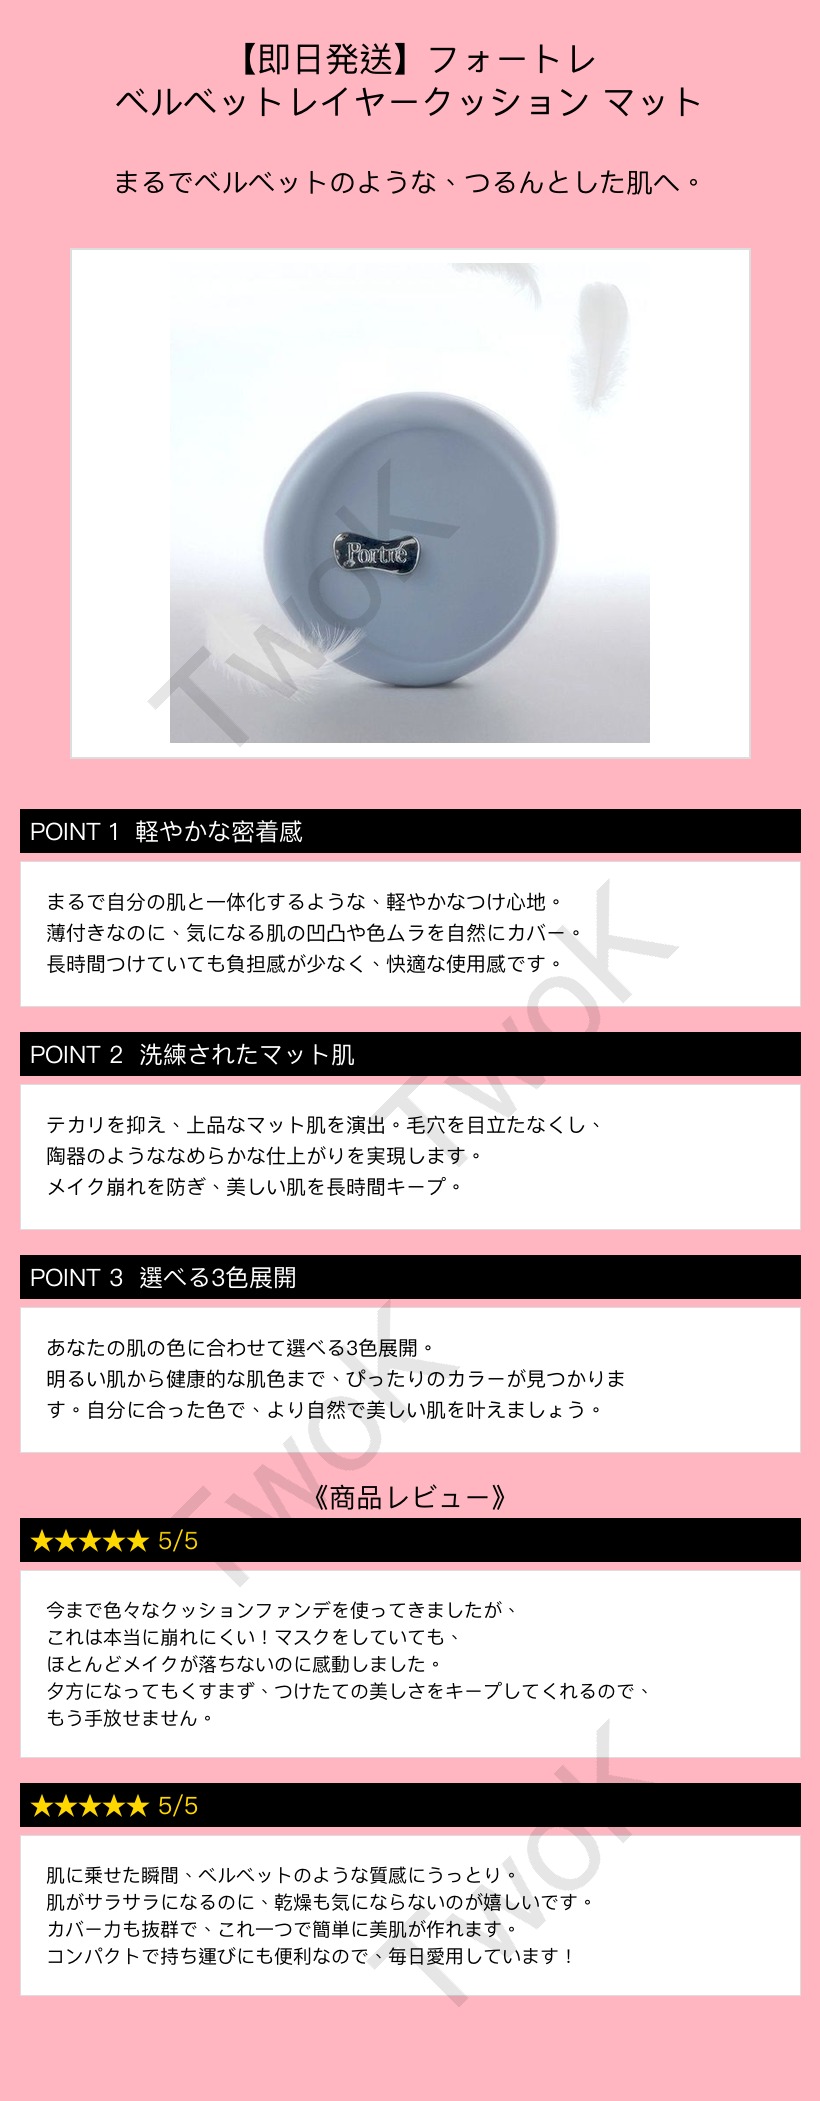 【即日発送】フォートレ
ベルベットレイヤークッション マット
まるでベルベットのような、つるんとした肌へ。
Portre
TwoK
POINT 1 軽やかな密着感
まるで自分の肌と一体化するような、軽やかなつけ心地。
薄付きなのに、気になる肌の凹凸や色ムラを自然にカバー。
長時間つけていても負担感が少なく、快適な使用感です。
TwoK
POINT 2 洗練されたマット肌
テカリを抑え、上品なマット肌を演出。毛穴を目立たなくし、
陶器のようななめらかな仕上がりを実現します。
メイク崩れを防ぎ、美しい肌を長時間キープ。
POINT 3 選べる3色展開
あなたの肌の色に合わせて選べる3色展開。
明るい肌から健康的な肌色まで、ぴったりのカラーが見つかりま
す。自分に合った色で、より自然で美しい肌を叶えましょう。
TwoK
《商品レビュー》
★★★★★ 5/5
今まで色々なクッションファンデを使ってきましたが、
これは本当に崩れにくい！マスクをしていても、
ほとんどメイクが落ちないのに感動しました。
夕方になってもくすまず、つけたての美しさをキープしてくれるので、
もう手放せません。
★★★★★ 5/5
肌に乗せた瞬間、ベルベットのような質感にうっとり。
肌がサラサラになるのに、乾燥も気にならないのが嬉しいです。
カバー力も抜群で、これ一つで簡単に美肌が作れます。
コンパクトで持ち運びにも便利なので、毎日愛用しています！
TwoK